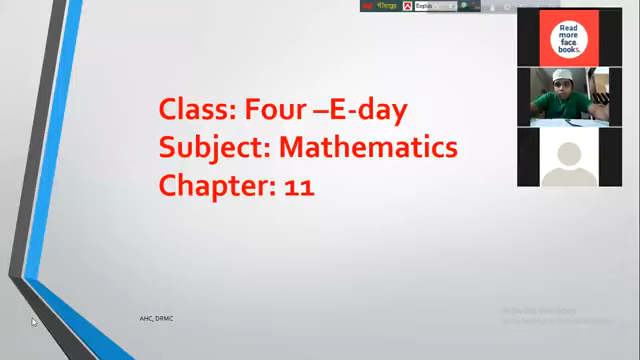 English
Read
more
face
books.
Class: Four –E-day
Subject: Mathematics
Chapter: 11
AHC, DRMC